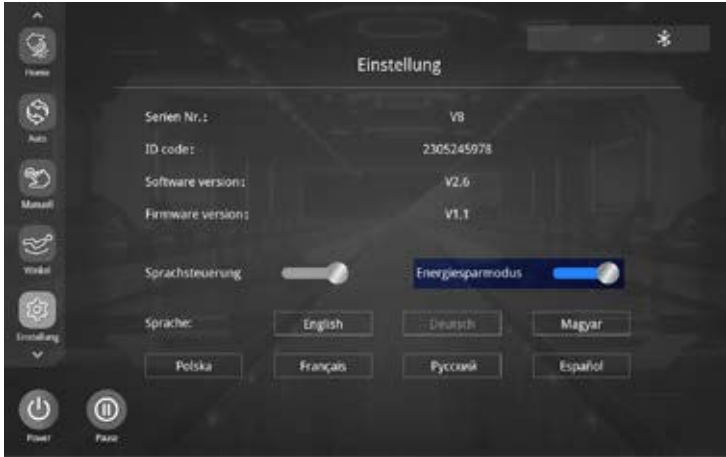 Einstellung
Home
Auto
Manuell
Winkel
Einstellung
Power
Pause
Serien Nr.: V8
ID code: 2305245978
Software version: V2.6
Firmware version: V1.1
Sprachsteuerung Energiesparmodus
Sprache: English Deutsch Magyar
Polska Français Русский Español